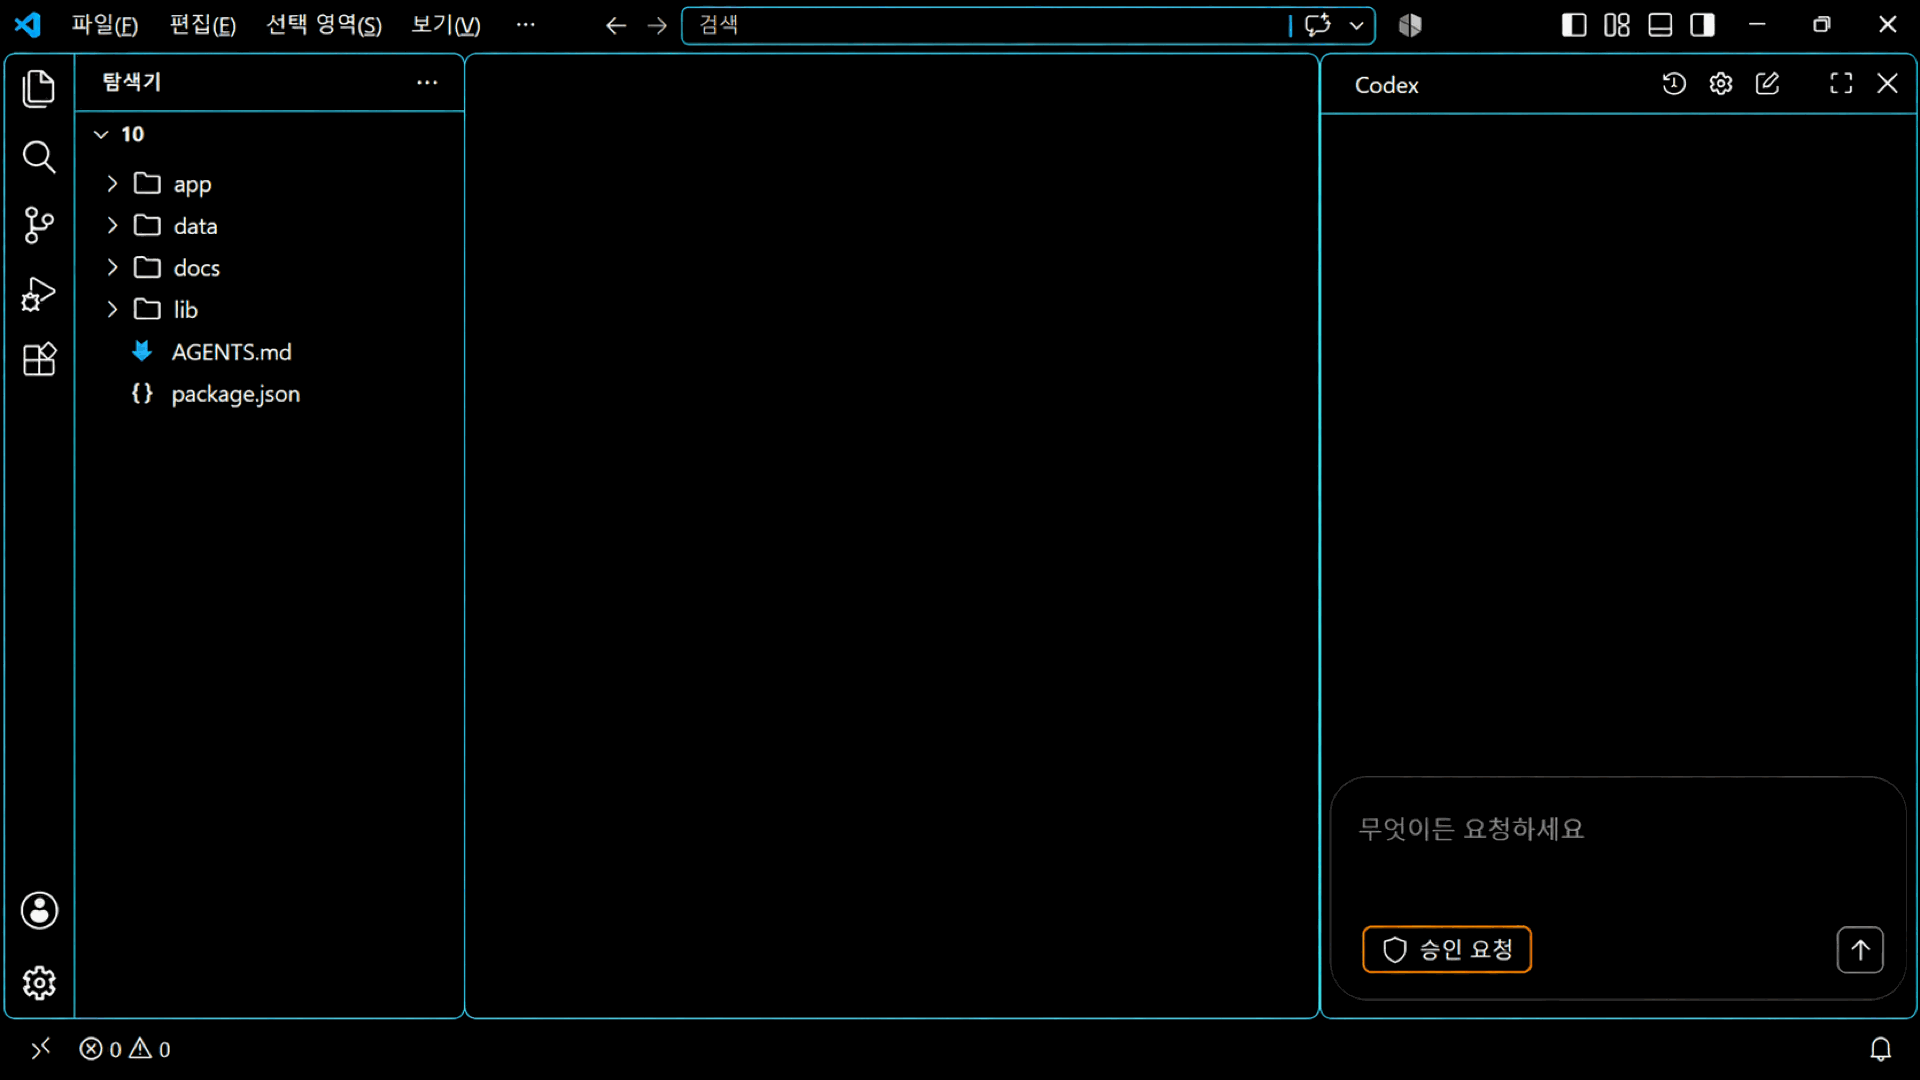 파일(F) 편집(E) 선택 영역(S) 보기(V) ··· 검색
탐색기 ···
10
app
data
docs
lib
AGENTS.md
{} package.json
Codex
무엇이든 요청하세요
승인 요청
0 0